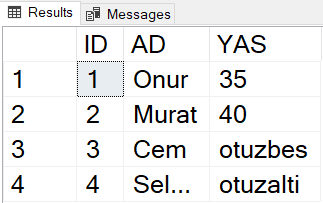 Results Messages
ID AD YAS
1 1 Onur 35
2 2 Murat 40
3 3 Cem otuzbes
4 4 Sel... otuzalti